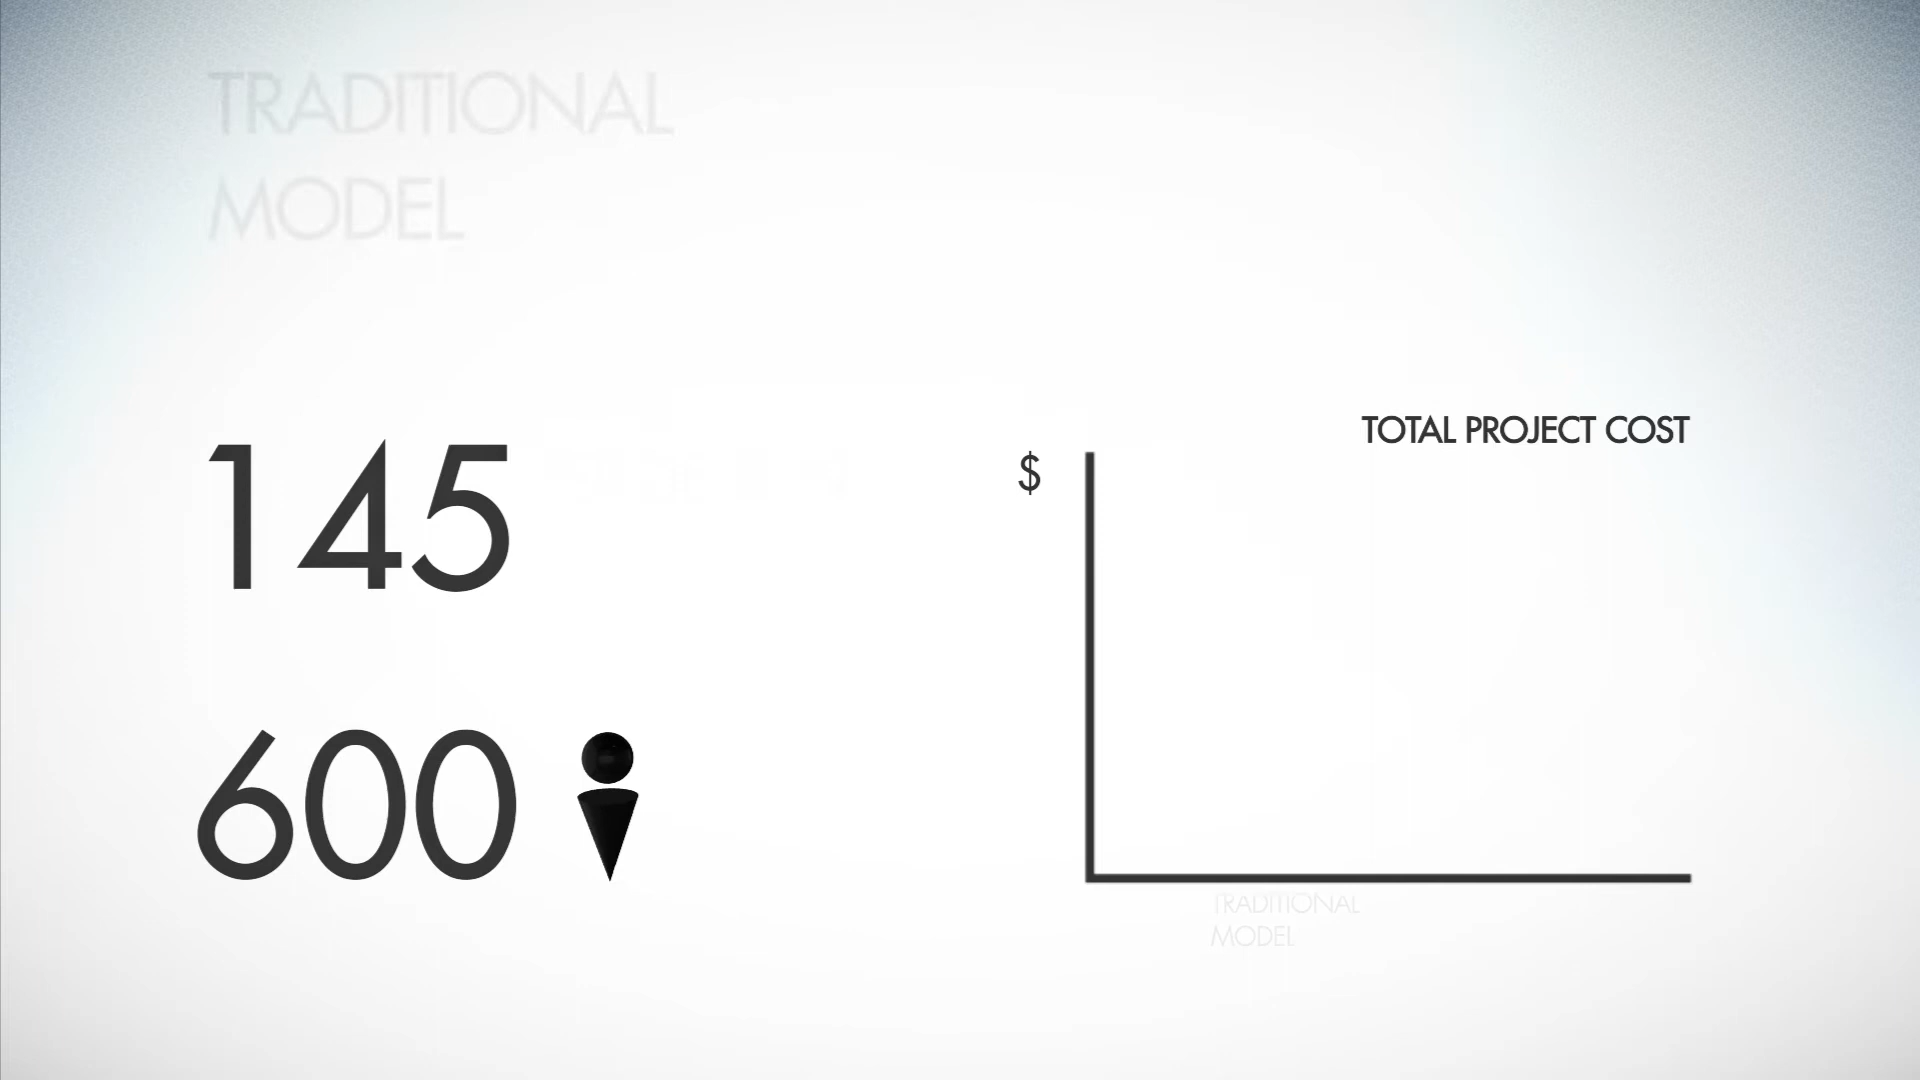 TRADITIONAL
MODEL
145
600
TOTAL PROJECT COST
$
TRADITIONAL
MODEL